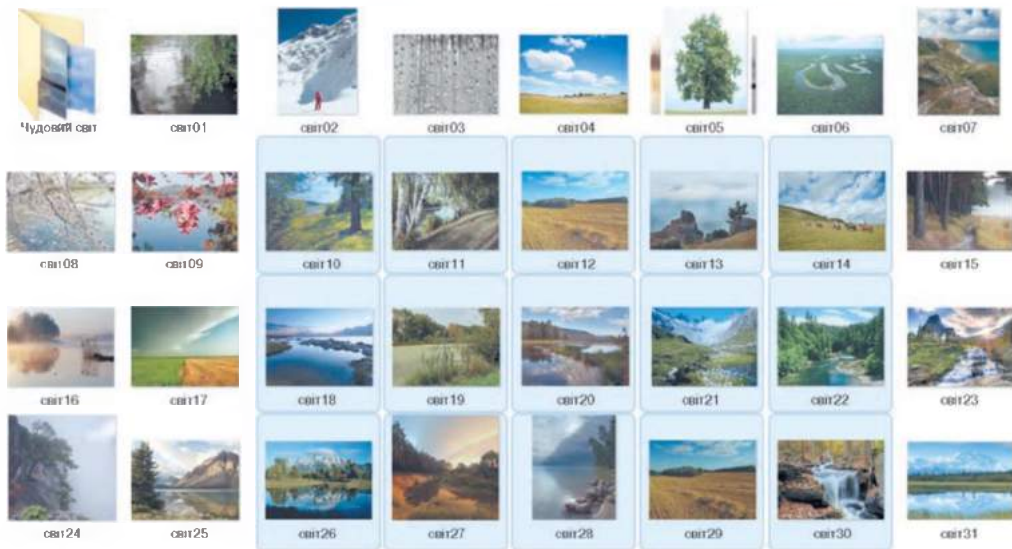 Чудовий світ
світ01
світ02
світ03
світ04
світ05
світ06
світ07
світ08
світ09
світ10
світ11
світ12
світ13
світ14
світ15
світ16
світ17
світ18
світ19
світ20
світ21
світ22
світ23
світ24
світ25
світ26
світ27
світ28
світ29
світ30
світ31